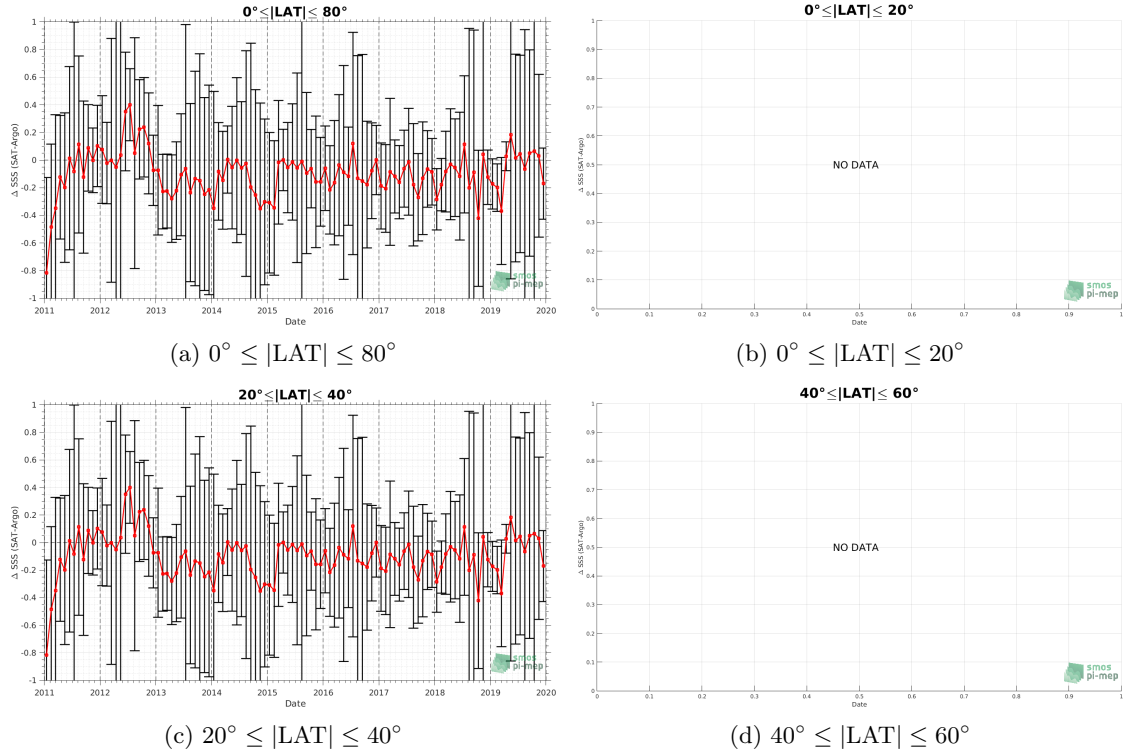 0°≤|LAT|≤ 80°
Δ SSS (SAT-Argo)
1
0.8
0.6
0.4
0.2
0
-0.2
-0.4
-0.6
-0.8
-1
2011 2012 2013 2014 2015 2016 2017 2018 2019 2020
Date
smos
pi-mep
(a) 0° ≤ |LAT| ≤ 80°
0°≤|LAT|≤ 20°
Δ SSS (SAT-Argo)
1
0.9
0.8
0.7
0.6
0.5
0.4
0.3
0.2
0.1
0
NO DATA
0 0.1 0.2 0.3 0.4 0.5 0.6 0.7 0.8 0.9 1
Date
smos
pi-mep
(b) 0° ≤ |LAT| ≤ 20°
20°≤|LAT|≤ 40°
Δ SSS (SAT-Argo)
1
0.8
0.6
0.4
0.2
0
-0.2
-0.4
-0.6
-0.8
-1
2011 2012 2013 2014 2015 2016 2017 2018 2019 2020
Date
smos
pi-mep
(c) 20° ≤ |LAT| ≤ 40°
40°≤|LAT|≤ 60°
Δ SSS (SAT-Argo)
1
0.9
0.8
0.7
0.6
0.5
0.4
0.3
0.2
0.1
0
NO DATA
0 0.1 0.2 0.3 0.4 0.5 0.6 0.7 0.8 0.9 1
Date
smos
pi-mep
(d) 40° ≤ |LAT| ≤ 60°